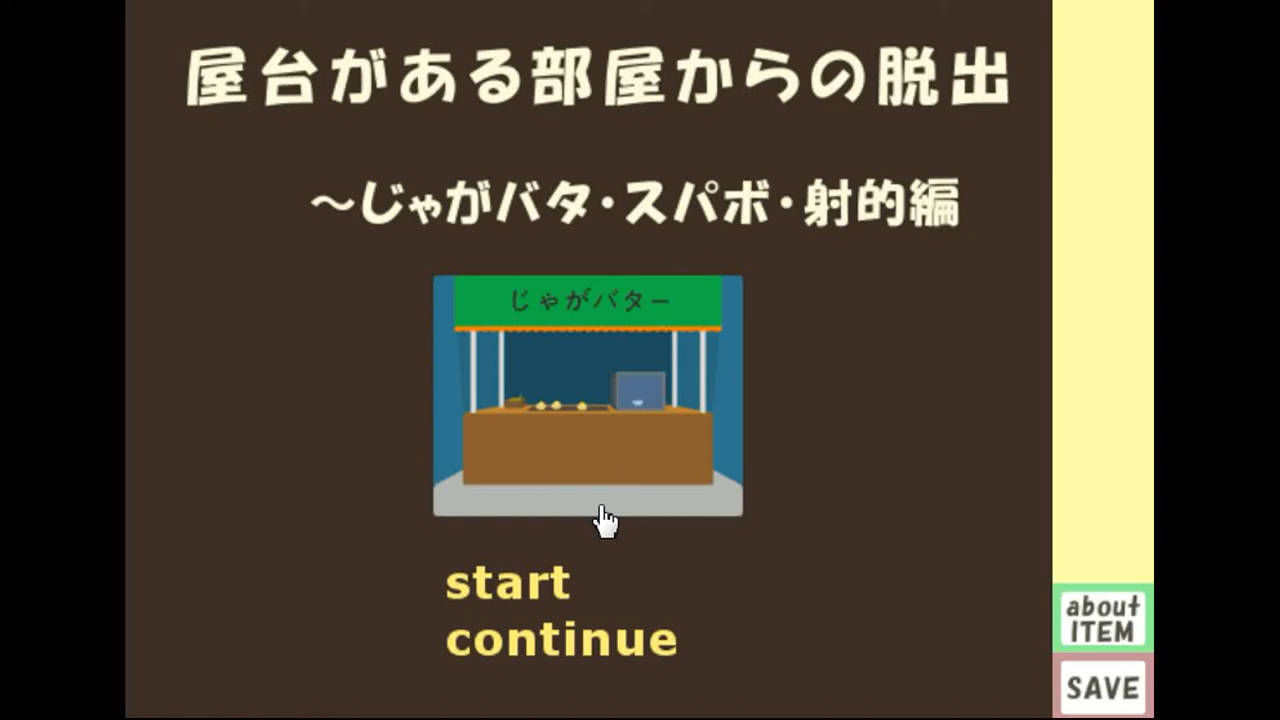 屋台がある部屋からの脱出
～じゃがバタ・スパボ・射的編
じゃがバター
start
continue
about
ITEM
SAVE